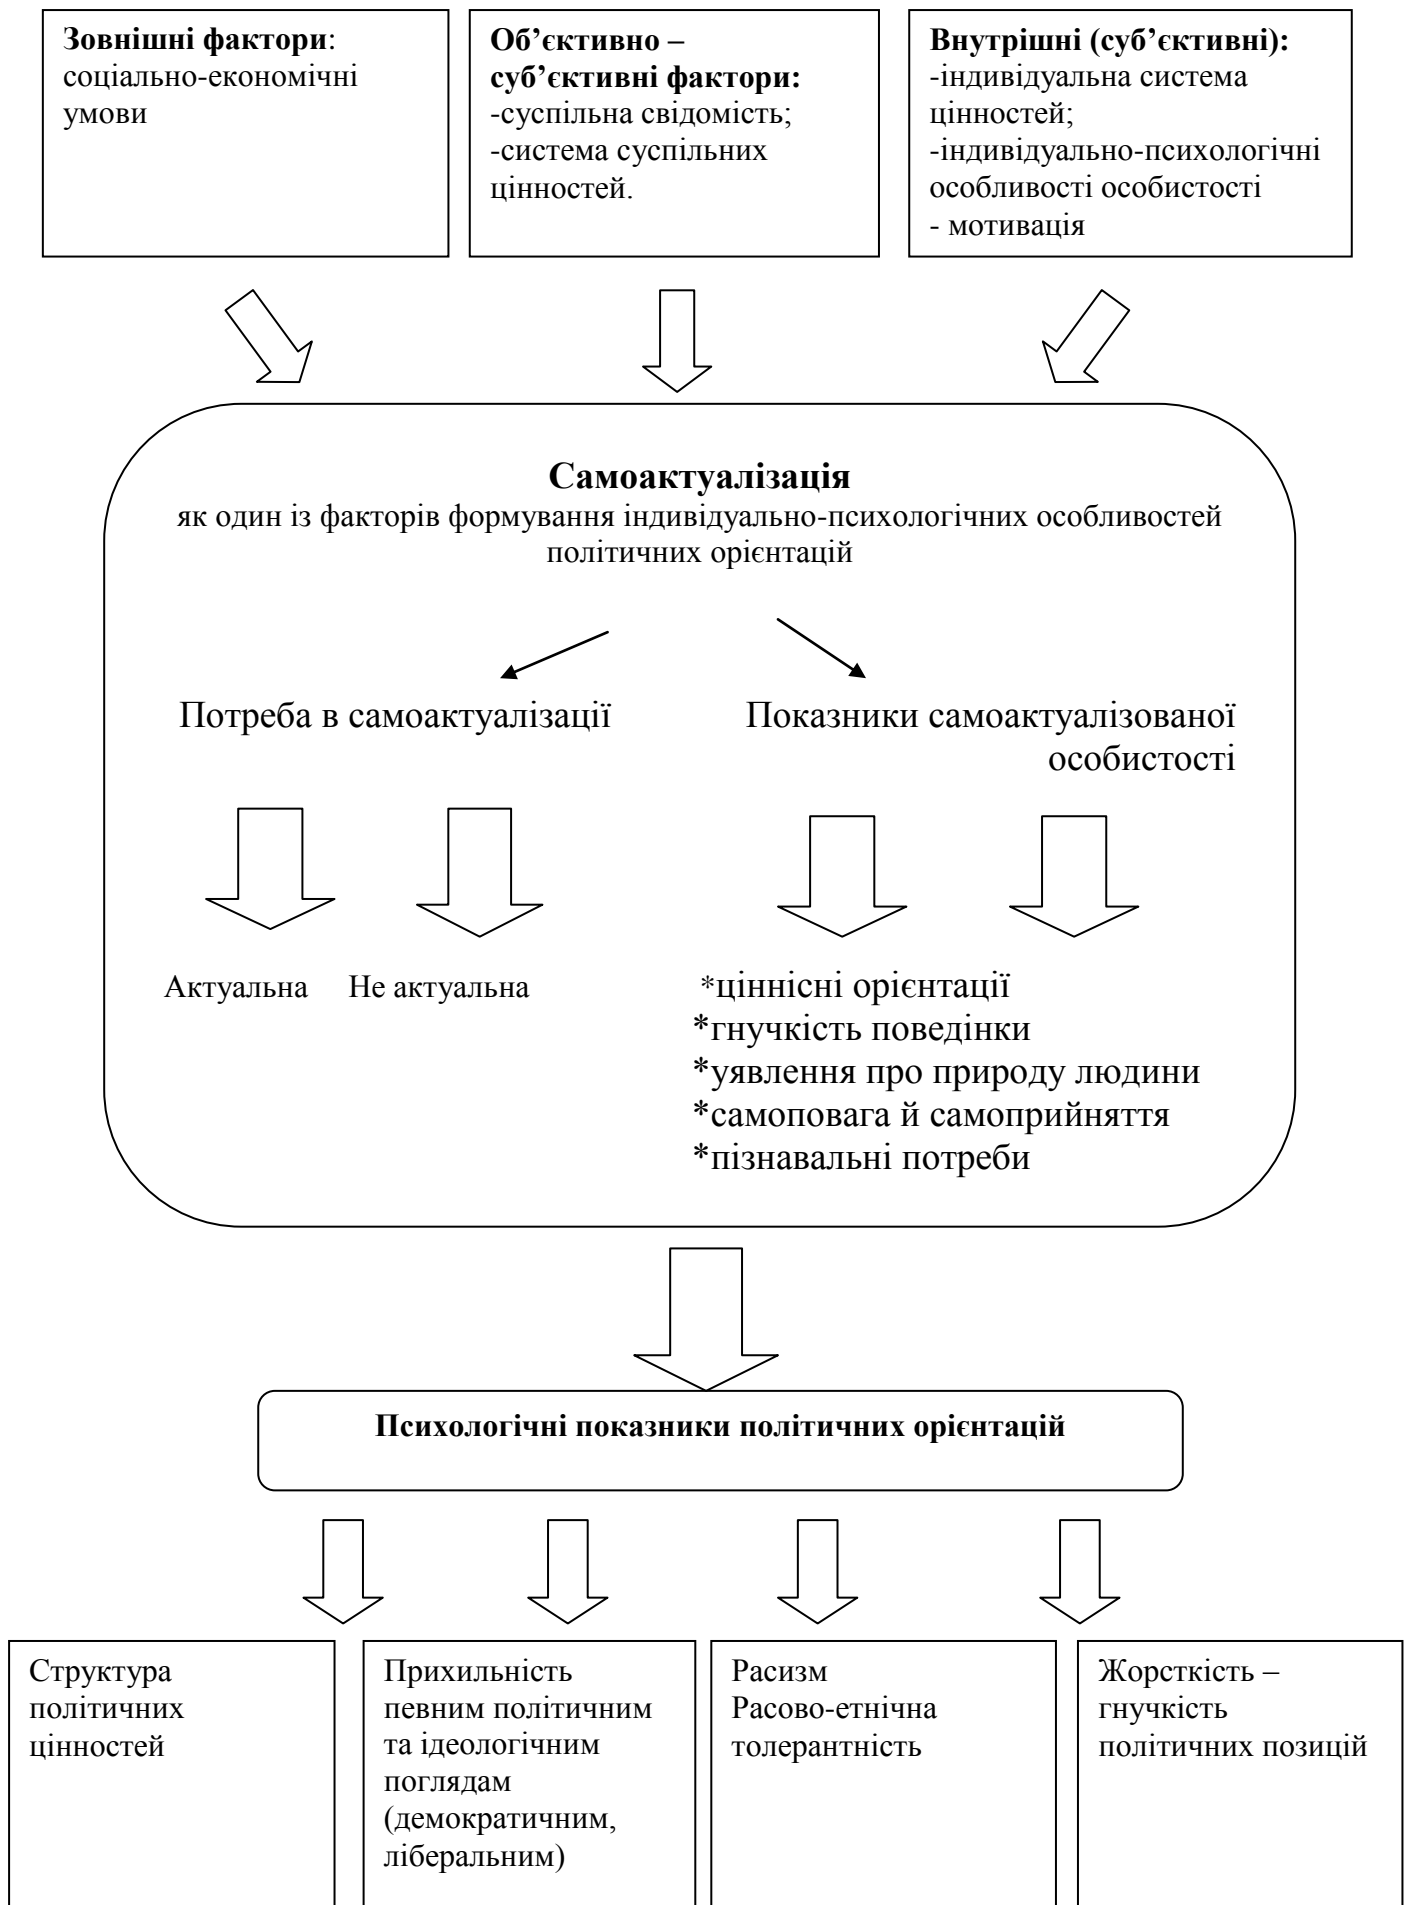 Зовнішні фактори:
соціально-економічні
умови
Об’єктивно –
суб’єктивні фактори:
-суспільна свідомість;
-система суспільних
цінностей.
Внутрішні (суб’єктивні):
-індивідуальна система
цінностей;
-індивідуально-психологічні
особливості особистості
- мотивація
Самоактуалізація
як один із факторів формування індивідуально-психологічних особливостей
політичних орієнтацій
Потреба в самоактуалізації
Показники самоактуалізованої
особистості
Актуальна
Не актуальна
*ціннісні орієнтації
*гнучкість поведінки
*уявлення про природу людини
*самоповага й самоприйняття
*пізнавальні потреби
Психологічні показники політичних орієнтацій
Структура
політичних
цінностей
Прихильність
певним політичним
та ідеологічним
поглядам
(демократичним,
ліберальним)
Расизм
Расово-етнічна
толерантність
Жорсткість –
гнучкість
політичних позицій